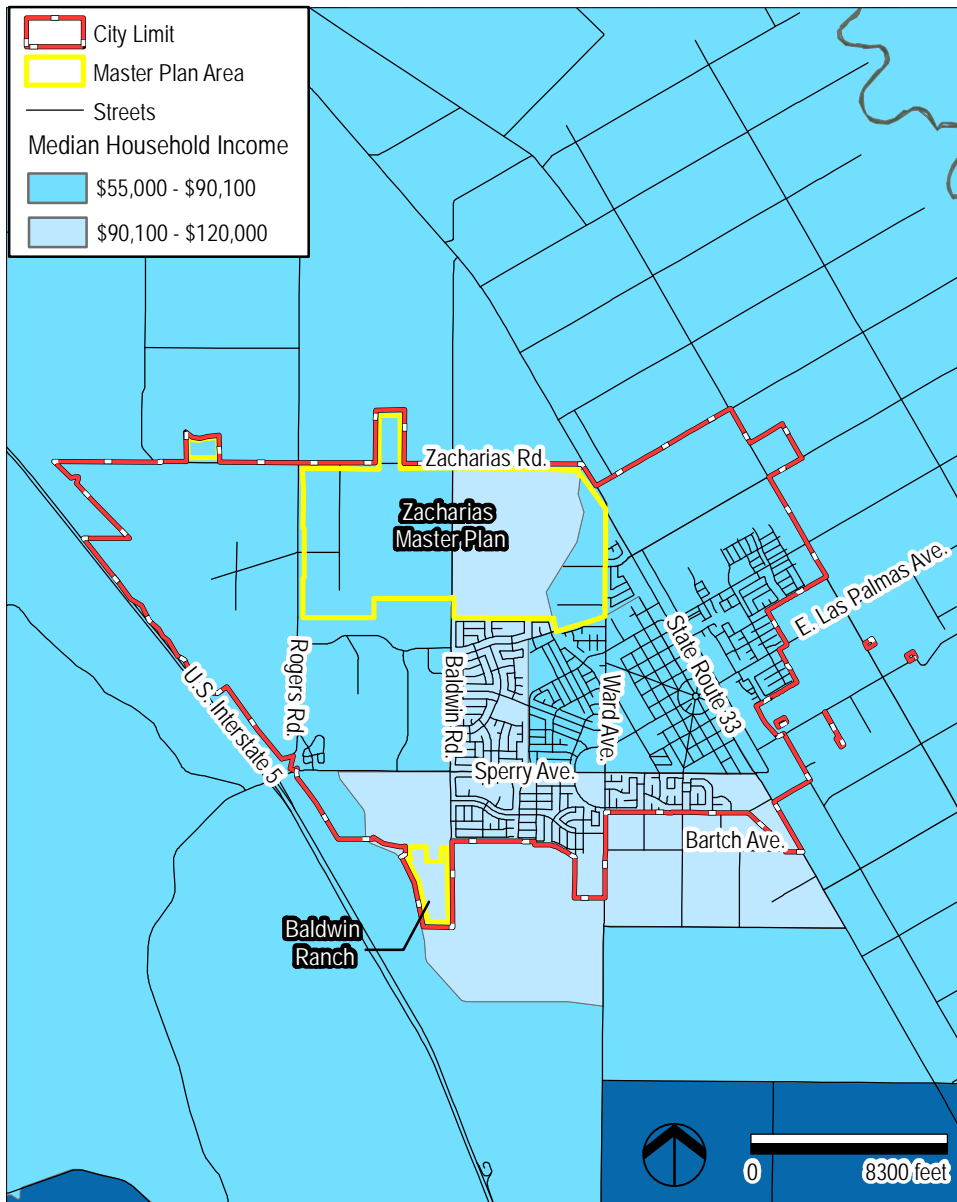 City Limit
Master Plan Area
Streets
Median Household Income
$55,000 - $90,100
$90,100 - $120,000
Zacharias Rd.
Zacharias
Master Plan
E. Las Palmas Ave.
State Route 33
Rogers Rd.
Baldwin Rd.
Ward Ave.
U.S. Interstate 5
Sperry Ave.
Bartch Ave.
Baldwin
Ranch
0
8300 feet